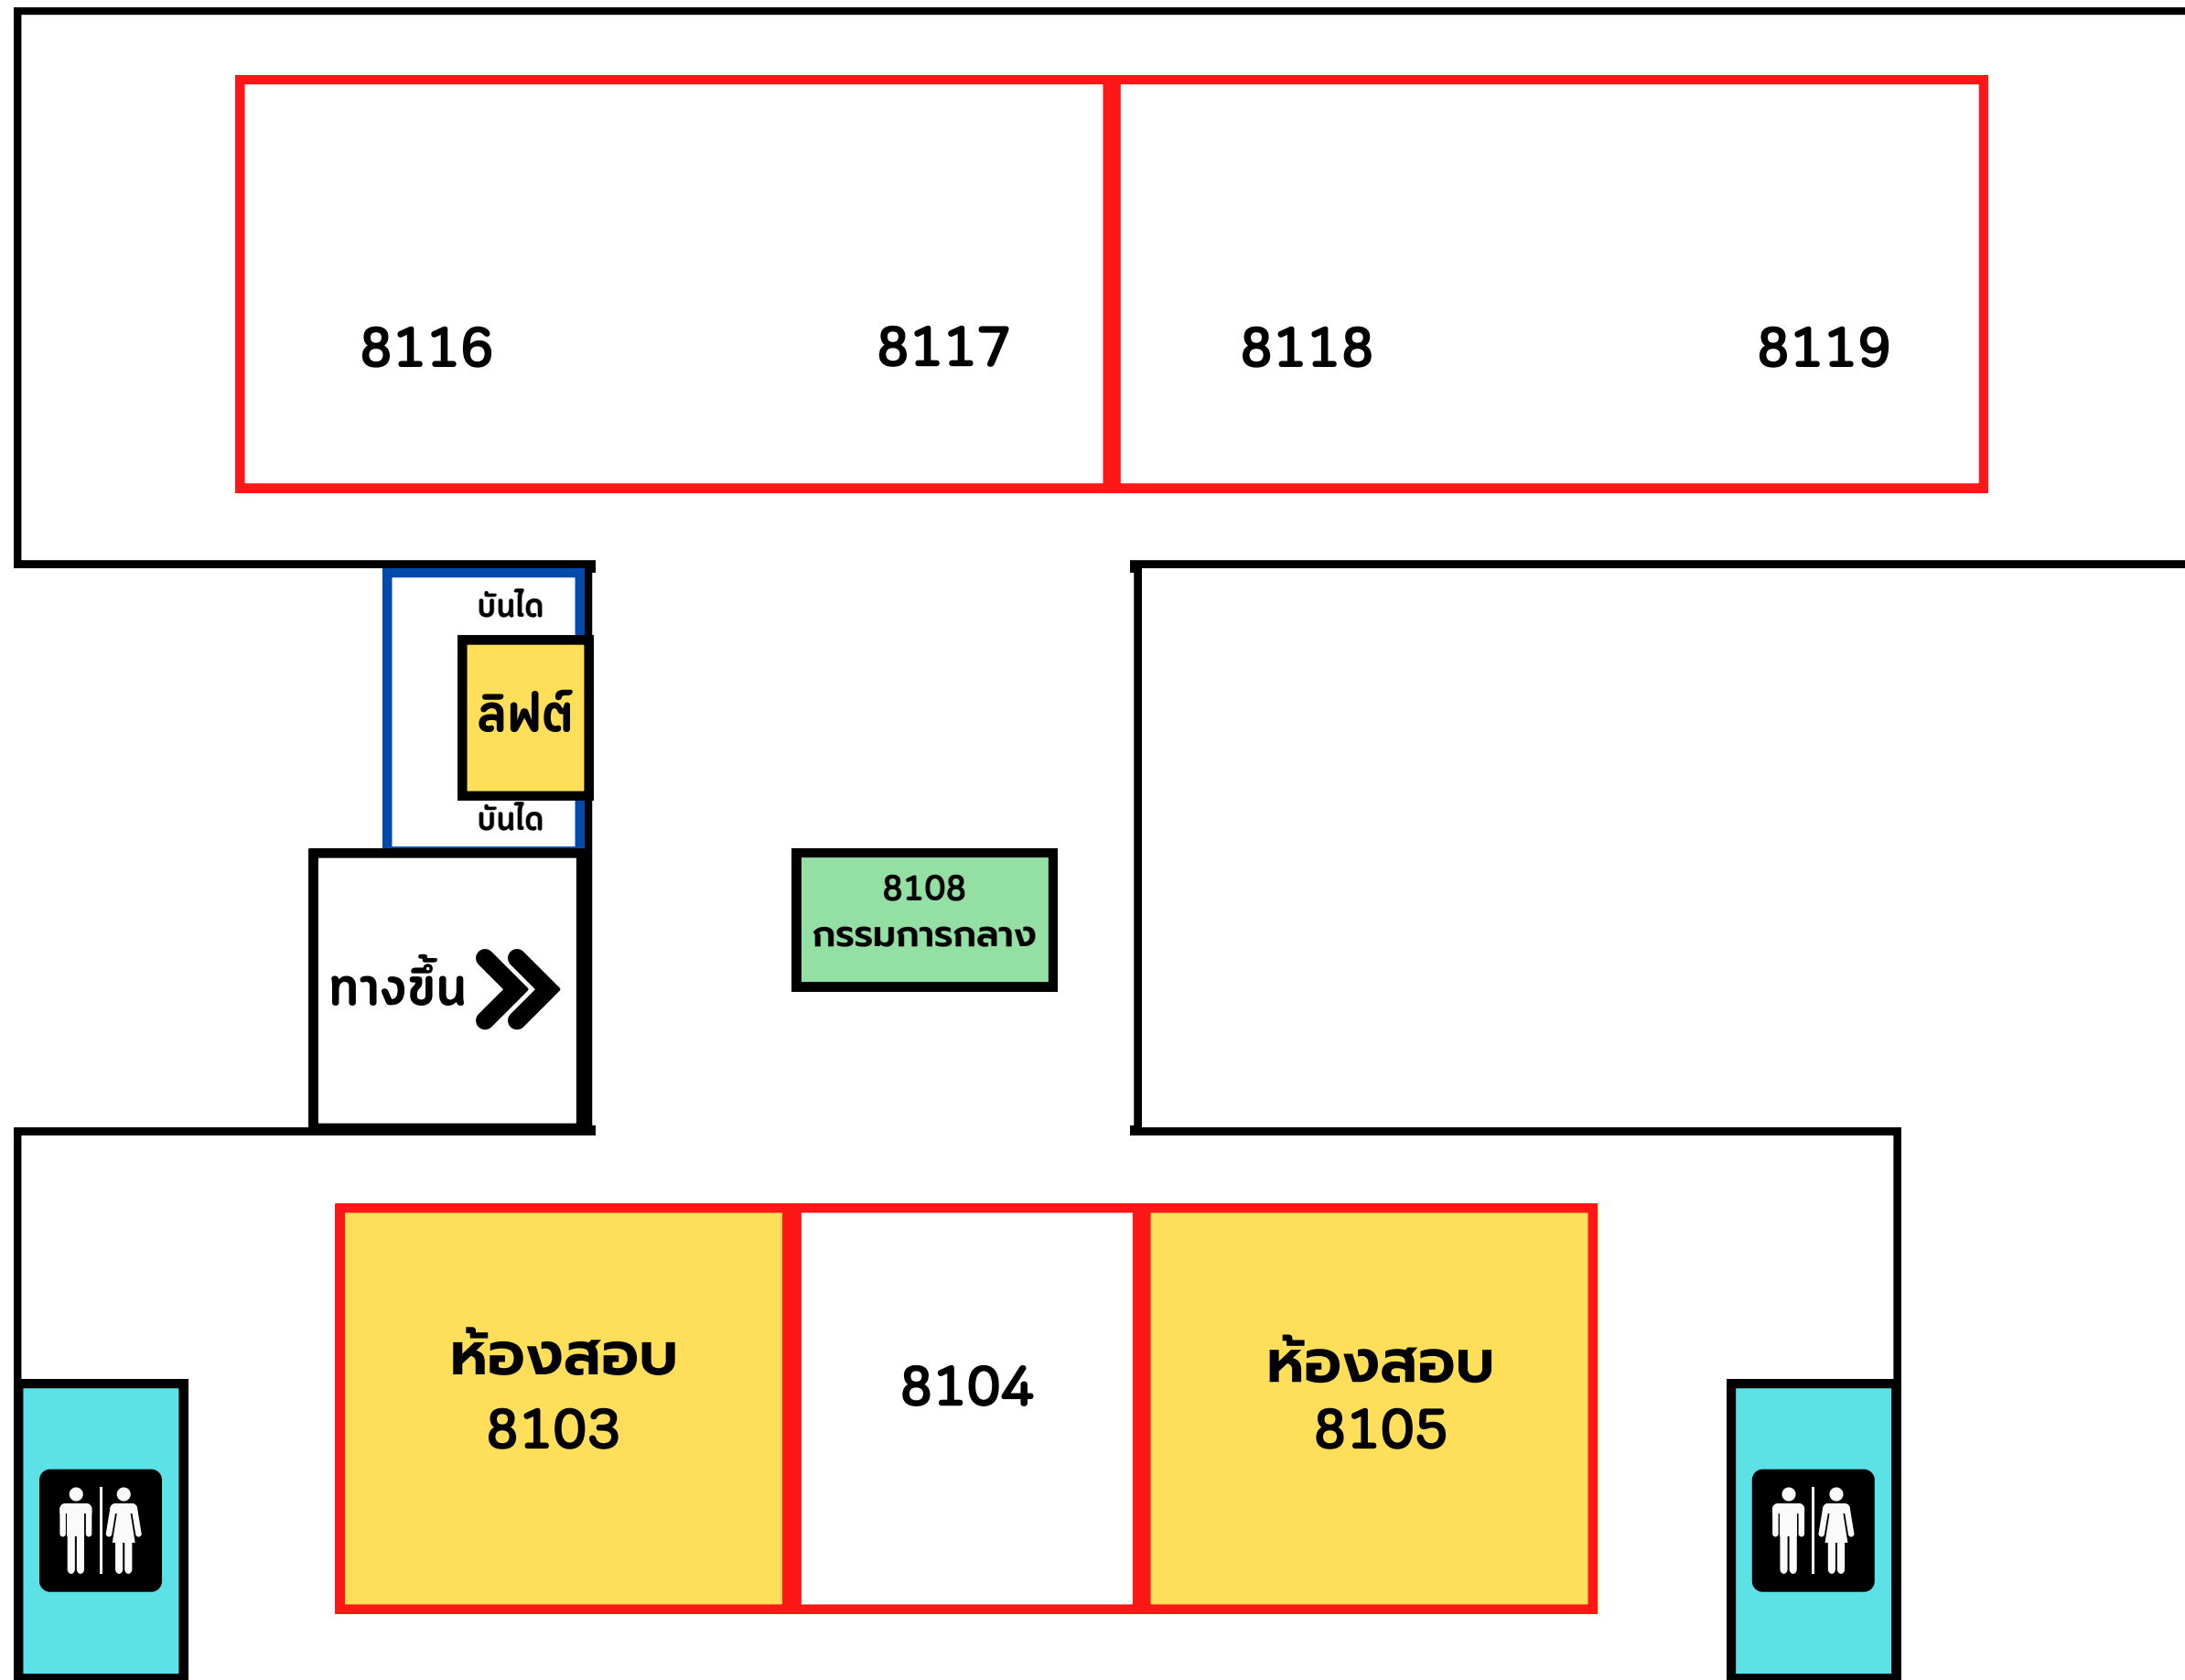 8116
8117
8118
8119
บันได
ลิฟต์
บันได
8108
กรรมการกลาง
ทางขึ้น
ห้องสอบ
8103
8104
ห้องสอบ
8105